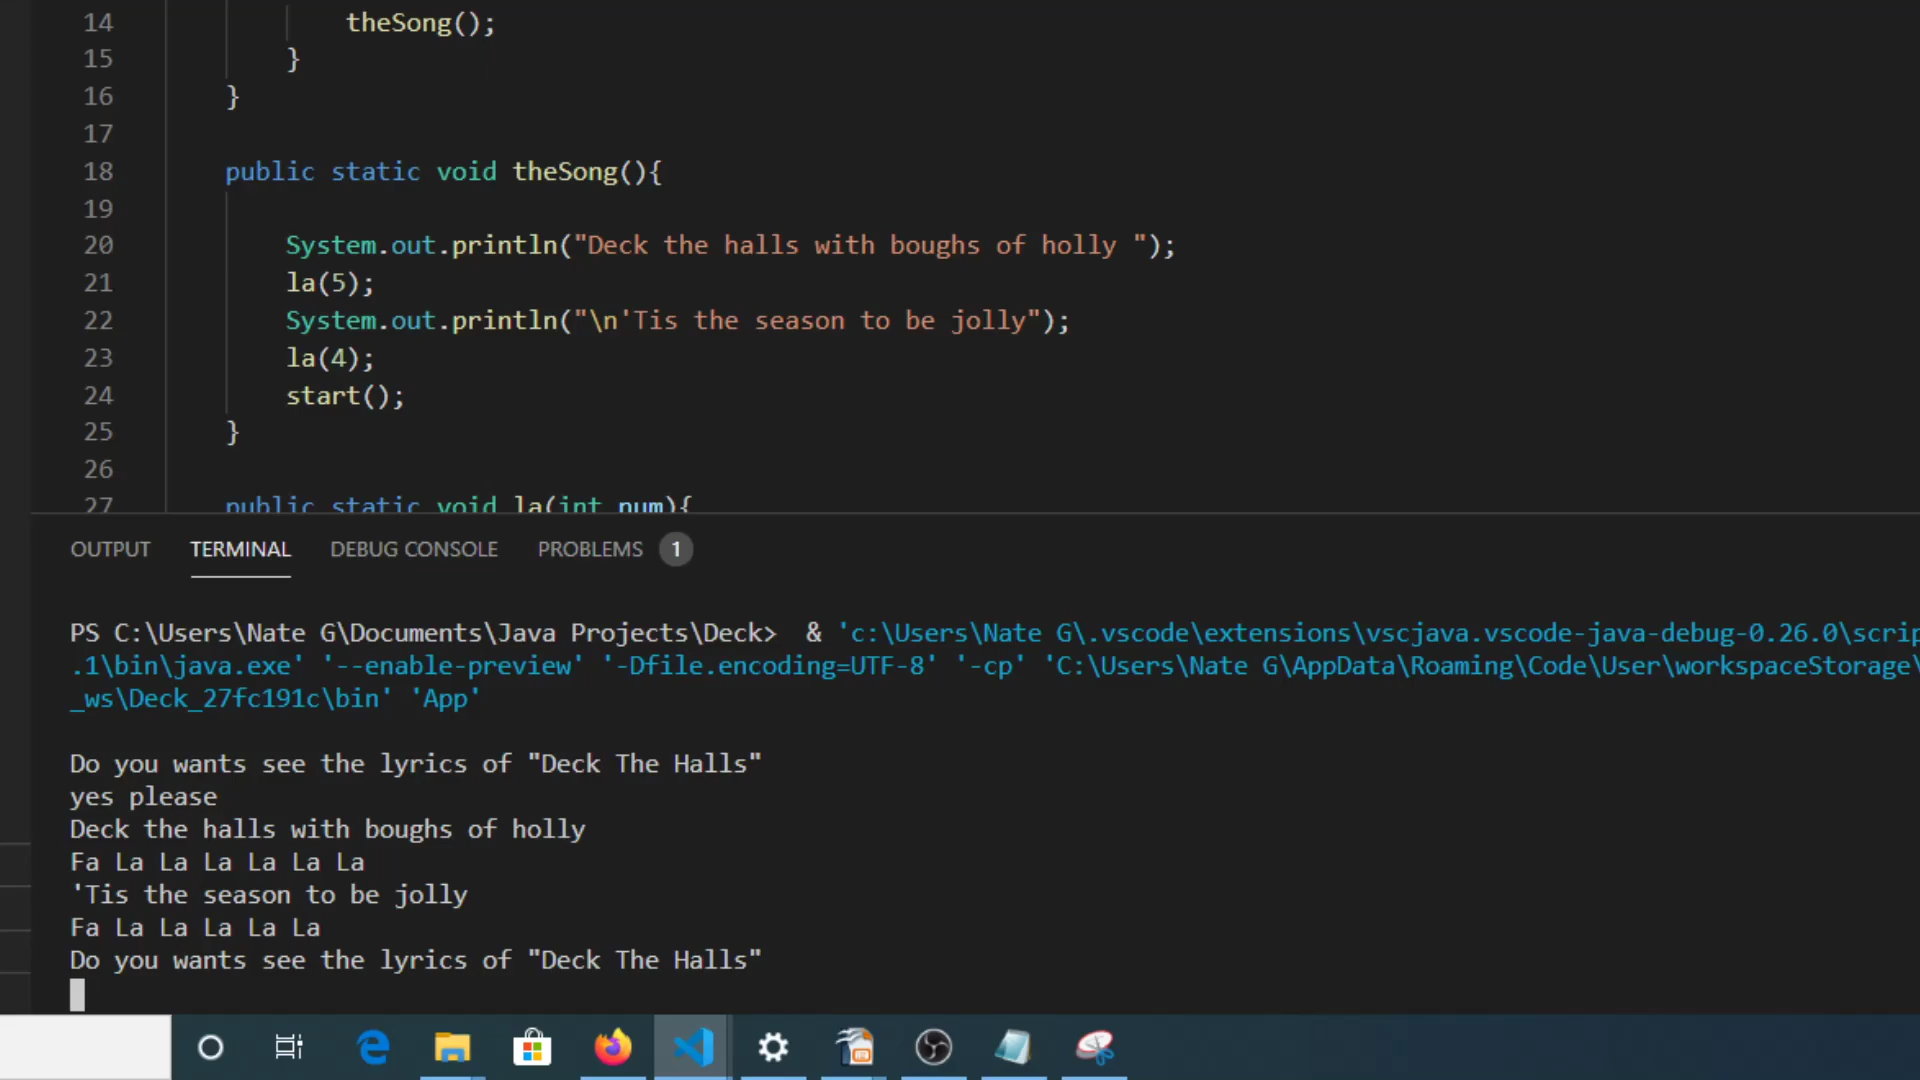 14 theSong();
15 }
16 }
17
18 public static void theSong(){
19
20 System.out.println("Deck the halls with boughs of holly ");
21 la(5);
22 System.out.println("\n'Tis the season to be jolly");
23 la(4);
24 start();
25 }
26
27 public static void la(int num){
OUTPUT TERMINAL DEBUG CONSOLE PROBLEMS 1
PS C:\Users\Nate G\Documents\Java Projects\Deck> & 'c:\Users\Nate G\.vscode\extensions\vscjava.vscode-java-debug-0.26.0\scrip
.1\bin\java.exe' '--enable-preview' '-Dfile.encoding=UTF-8' '-cp' 'C:\Users\Nate G\AppData\Roaming\Code\User\workspaceStorage\
_ws\Deck_27fc191c\bin' 'App'
Do you wants see the lyrics of "Deck The Halls"
yes please
Deck the halls with boughs of holly
Fa La La La La La La
'Tis the season to be jolly
Fa La La La La La
Do you wants see the lyrics of "Deck The Halls"